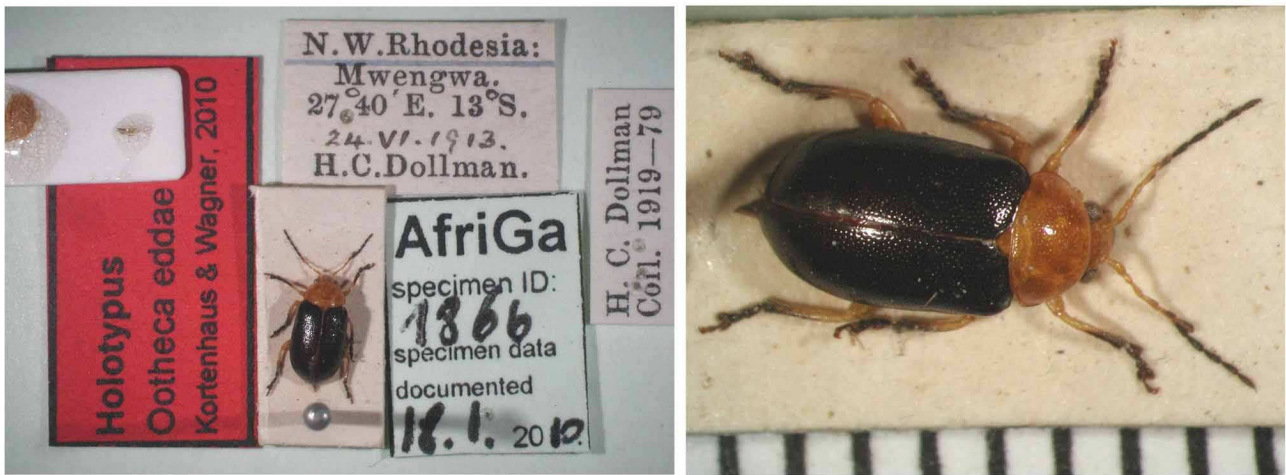 N.W.Rhodesia:
Mwengwa.
27°40′E. 13°S.
24.VI.1913.
H.C.Dollman.
Holotypus
Ootheca eddae
Kortenhaus & Wagner, 2010
AfriGa
specimen ID:
1866
specimen data
documented
18.1. 2010
H. C. Dollman
Coll. 1919—79